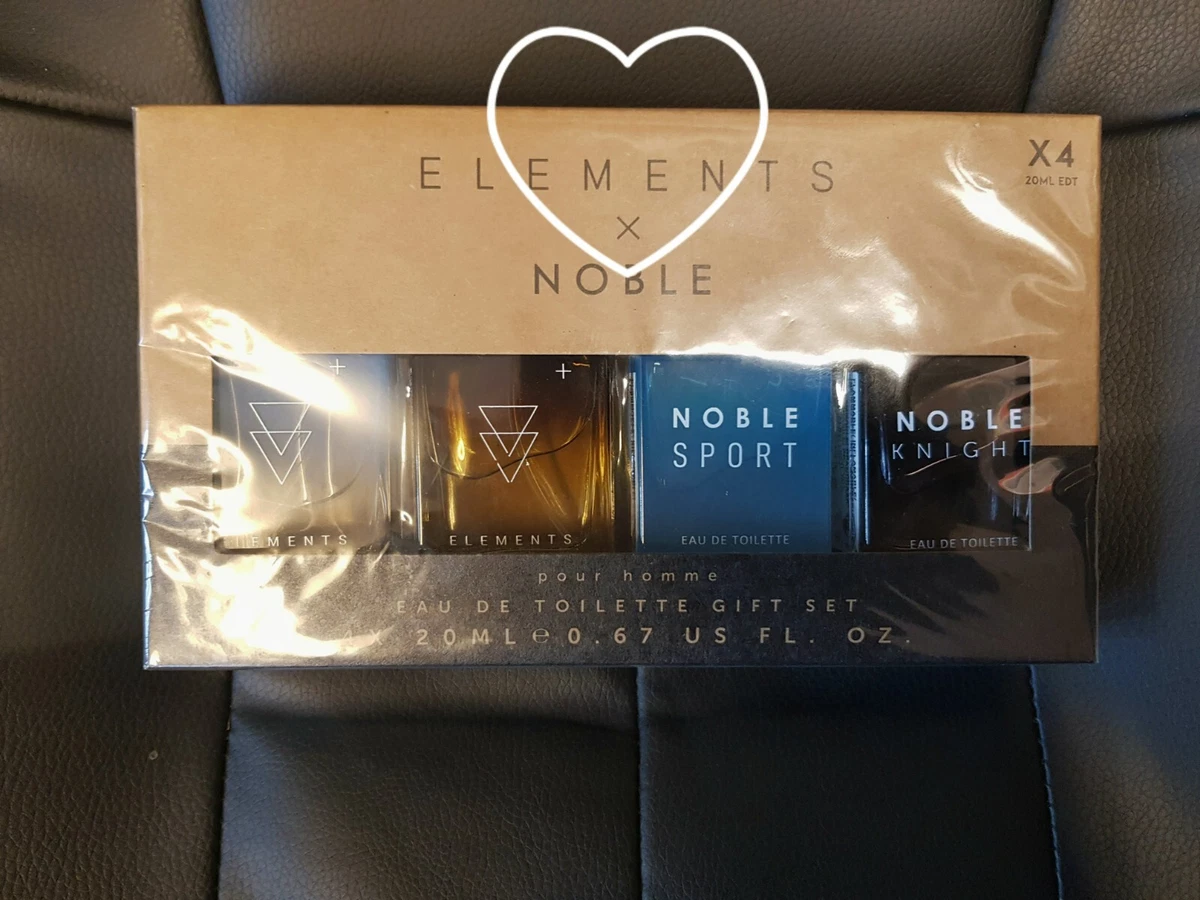 ELEMENTS
×
NOBLE
X4
20ML EDT
ELEMENTS
ELEMENTS
NOBLE
SPORT
EAU DE TOILETTE
NOBLE
KNIGHT
EAU DE TOILETTE
pour homme
EAU DE TOILETTE GIFT SET
4X 20ML℮0.67 US FL. OZ.